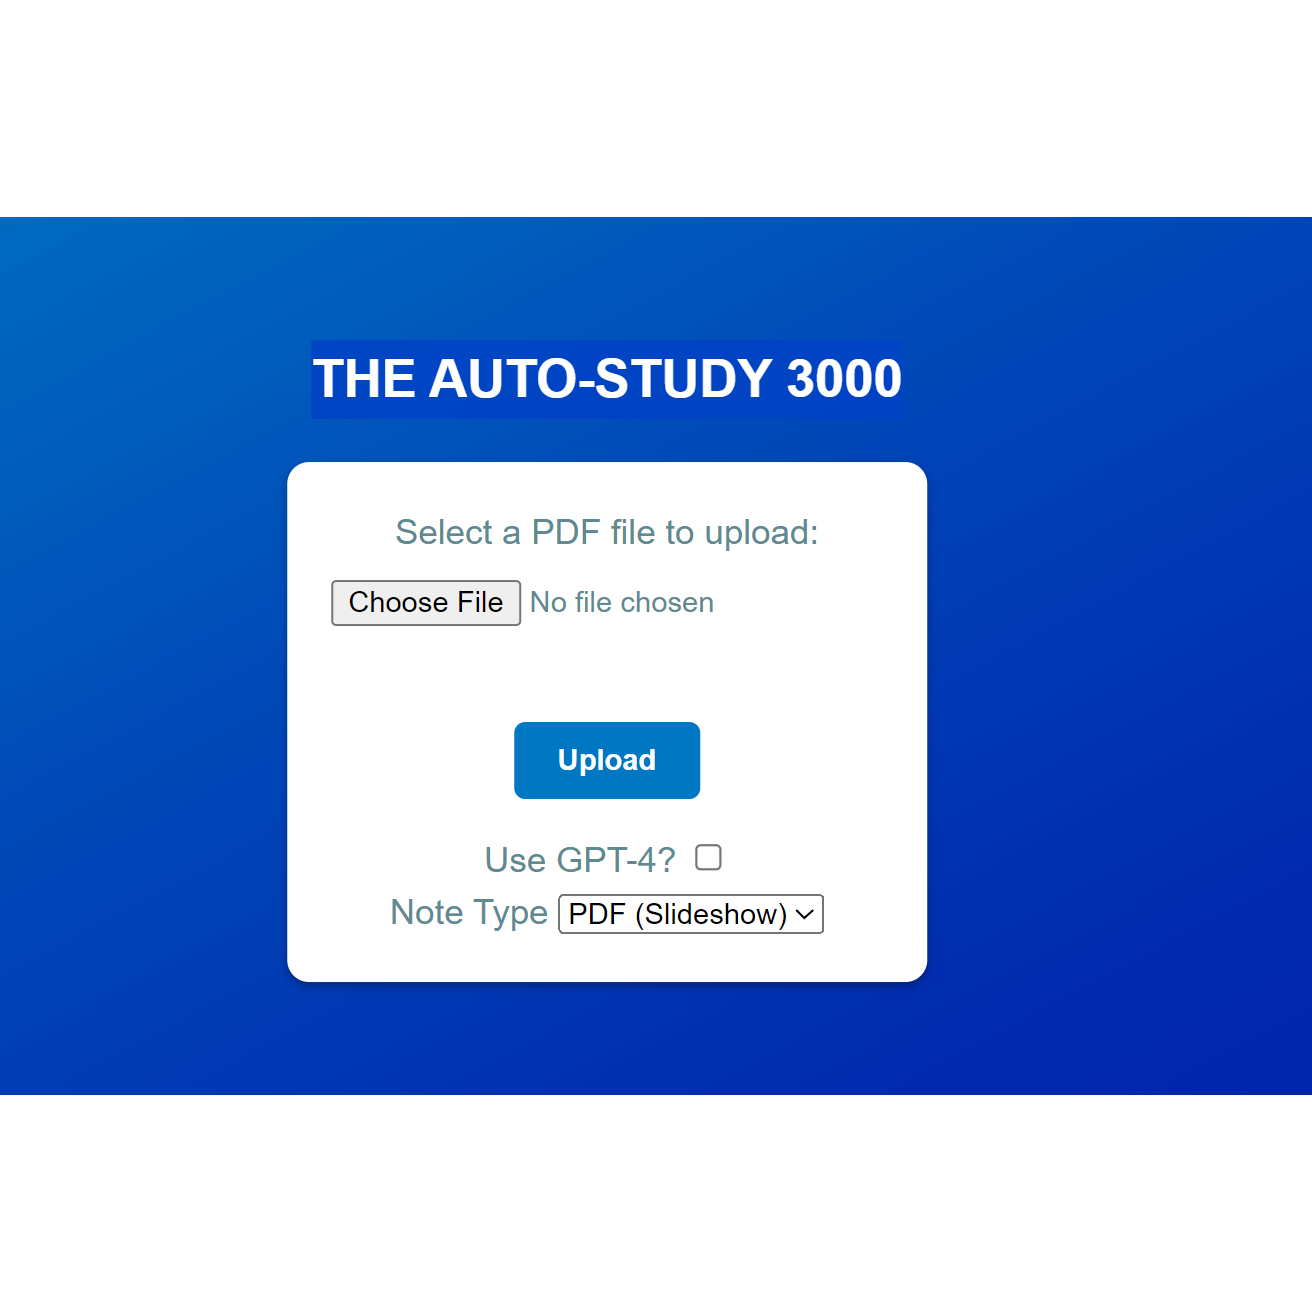 THE AUTO-STUDY 3000
Select a PDF file to upload:
Choose File No file chosen
Upload
Use GPT-4?
Note Type PDF (Slideshow)